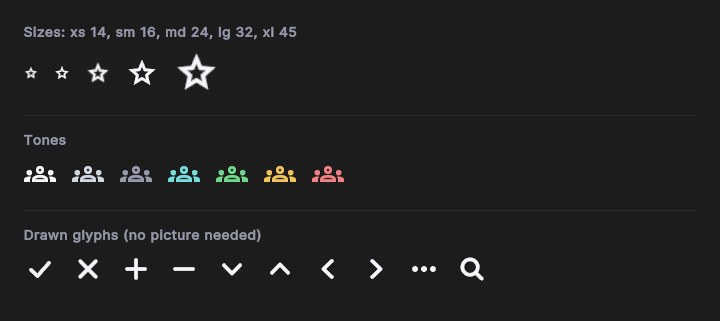 Sizes: xs 14, sm 16, md 24, lg 32, xl 45
Tones
Drawn glyphs (no picture needed)